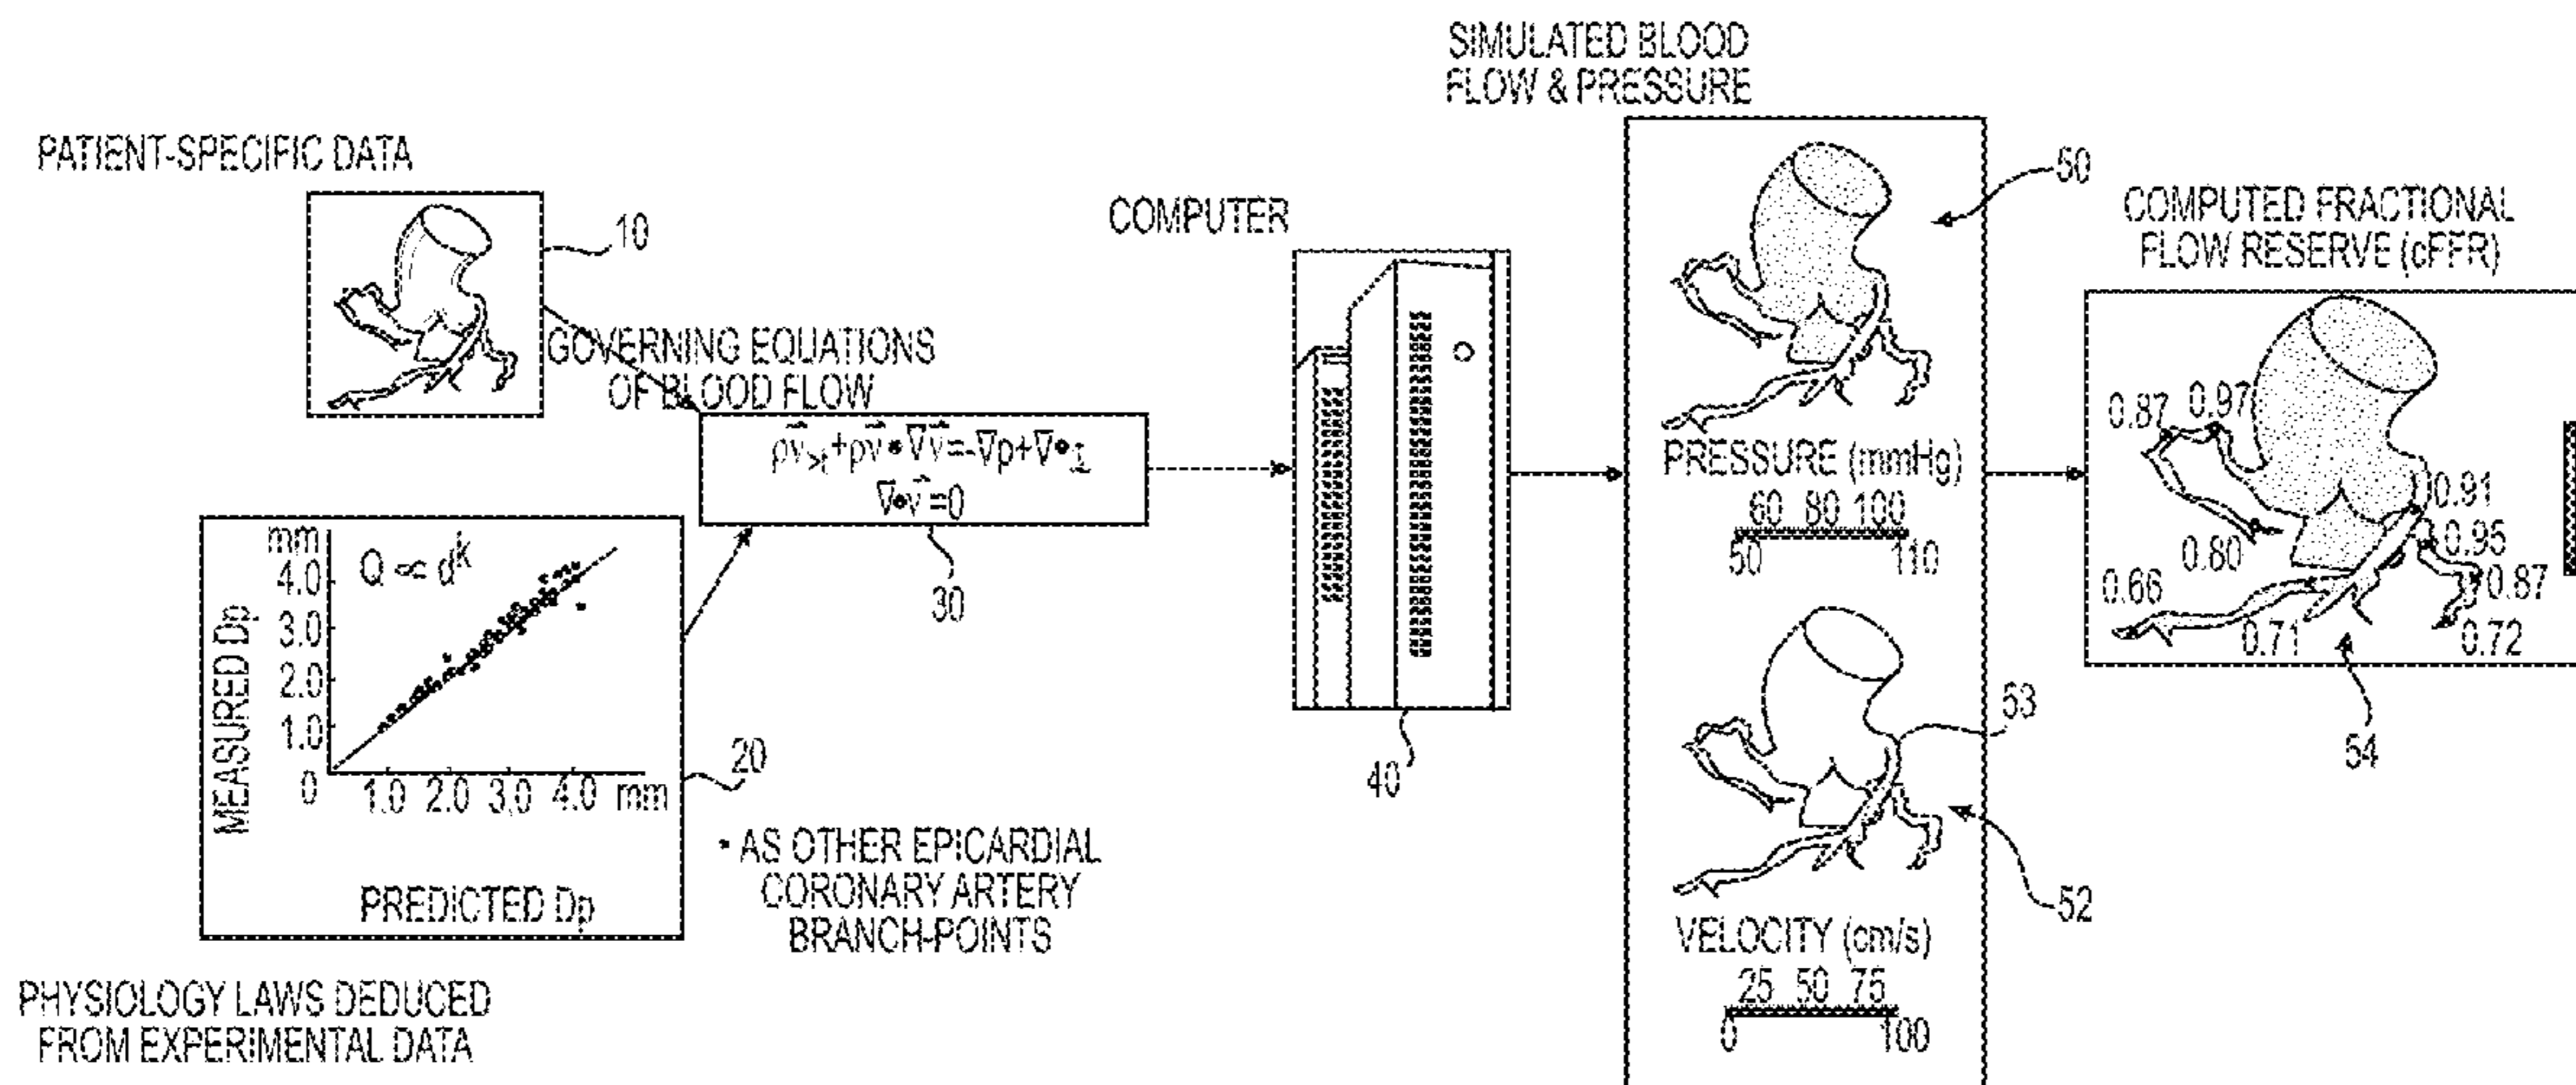 SIMULATED BLOOD
FLOW & PRESSURE
PATIENT-SPECIFIC DATA
10
GOVERNING EQUATIONS
OF BLOOD FLOW
ρv⃗,t+ρv⃗•∇v⃗=-∇p+∇•
∇•v⃗=0
30
mm
4.0
3.0
2.0
1.0
0
Q ∝ d^k
MEASURED Dp
1.0 2.0 3.0 4.0 mm
PREDICTED Dp
20
• AS OTHER EPICARDIAL
CORONARY ARTERY
BRANCH-POINTS
PHYSIOLOGY LAWS DEDUCED
FROM EXPERIMENTAL DATA
COMPUTER
40
50
PRESSURE (mmHg)
60 80 100
50 110
53
52
VELOCITY (cm/s)
25 50 75
0 100
COMPUTED FRACTIONAL
FLOW RESERVE (cFFR)
0.87 0.97
0.91
0.95
0.80
0.87
0.66
0.71
0.72
54